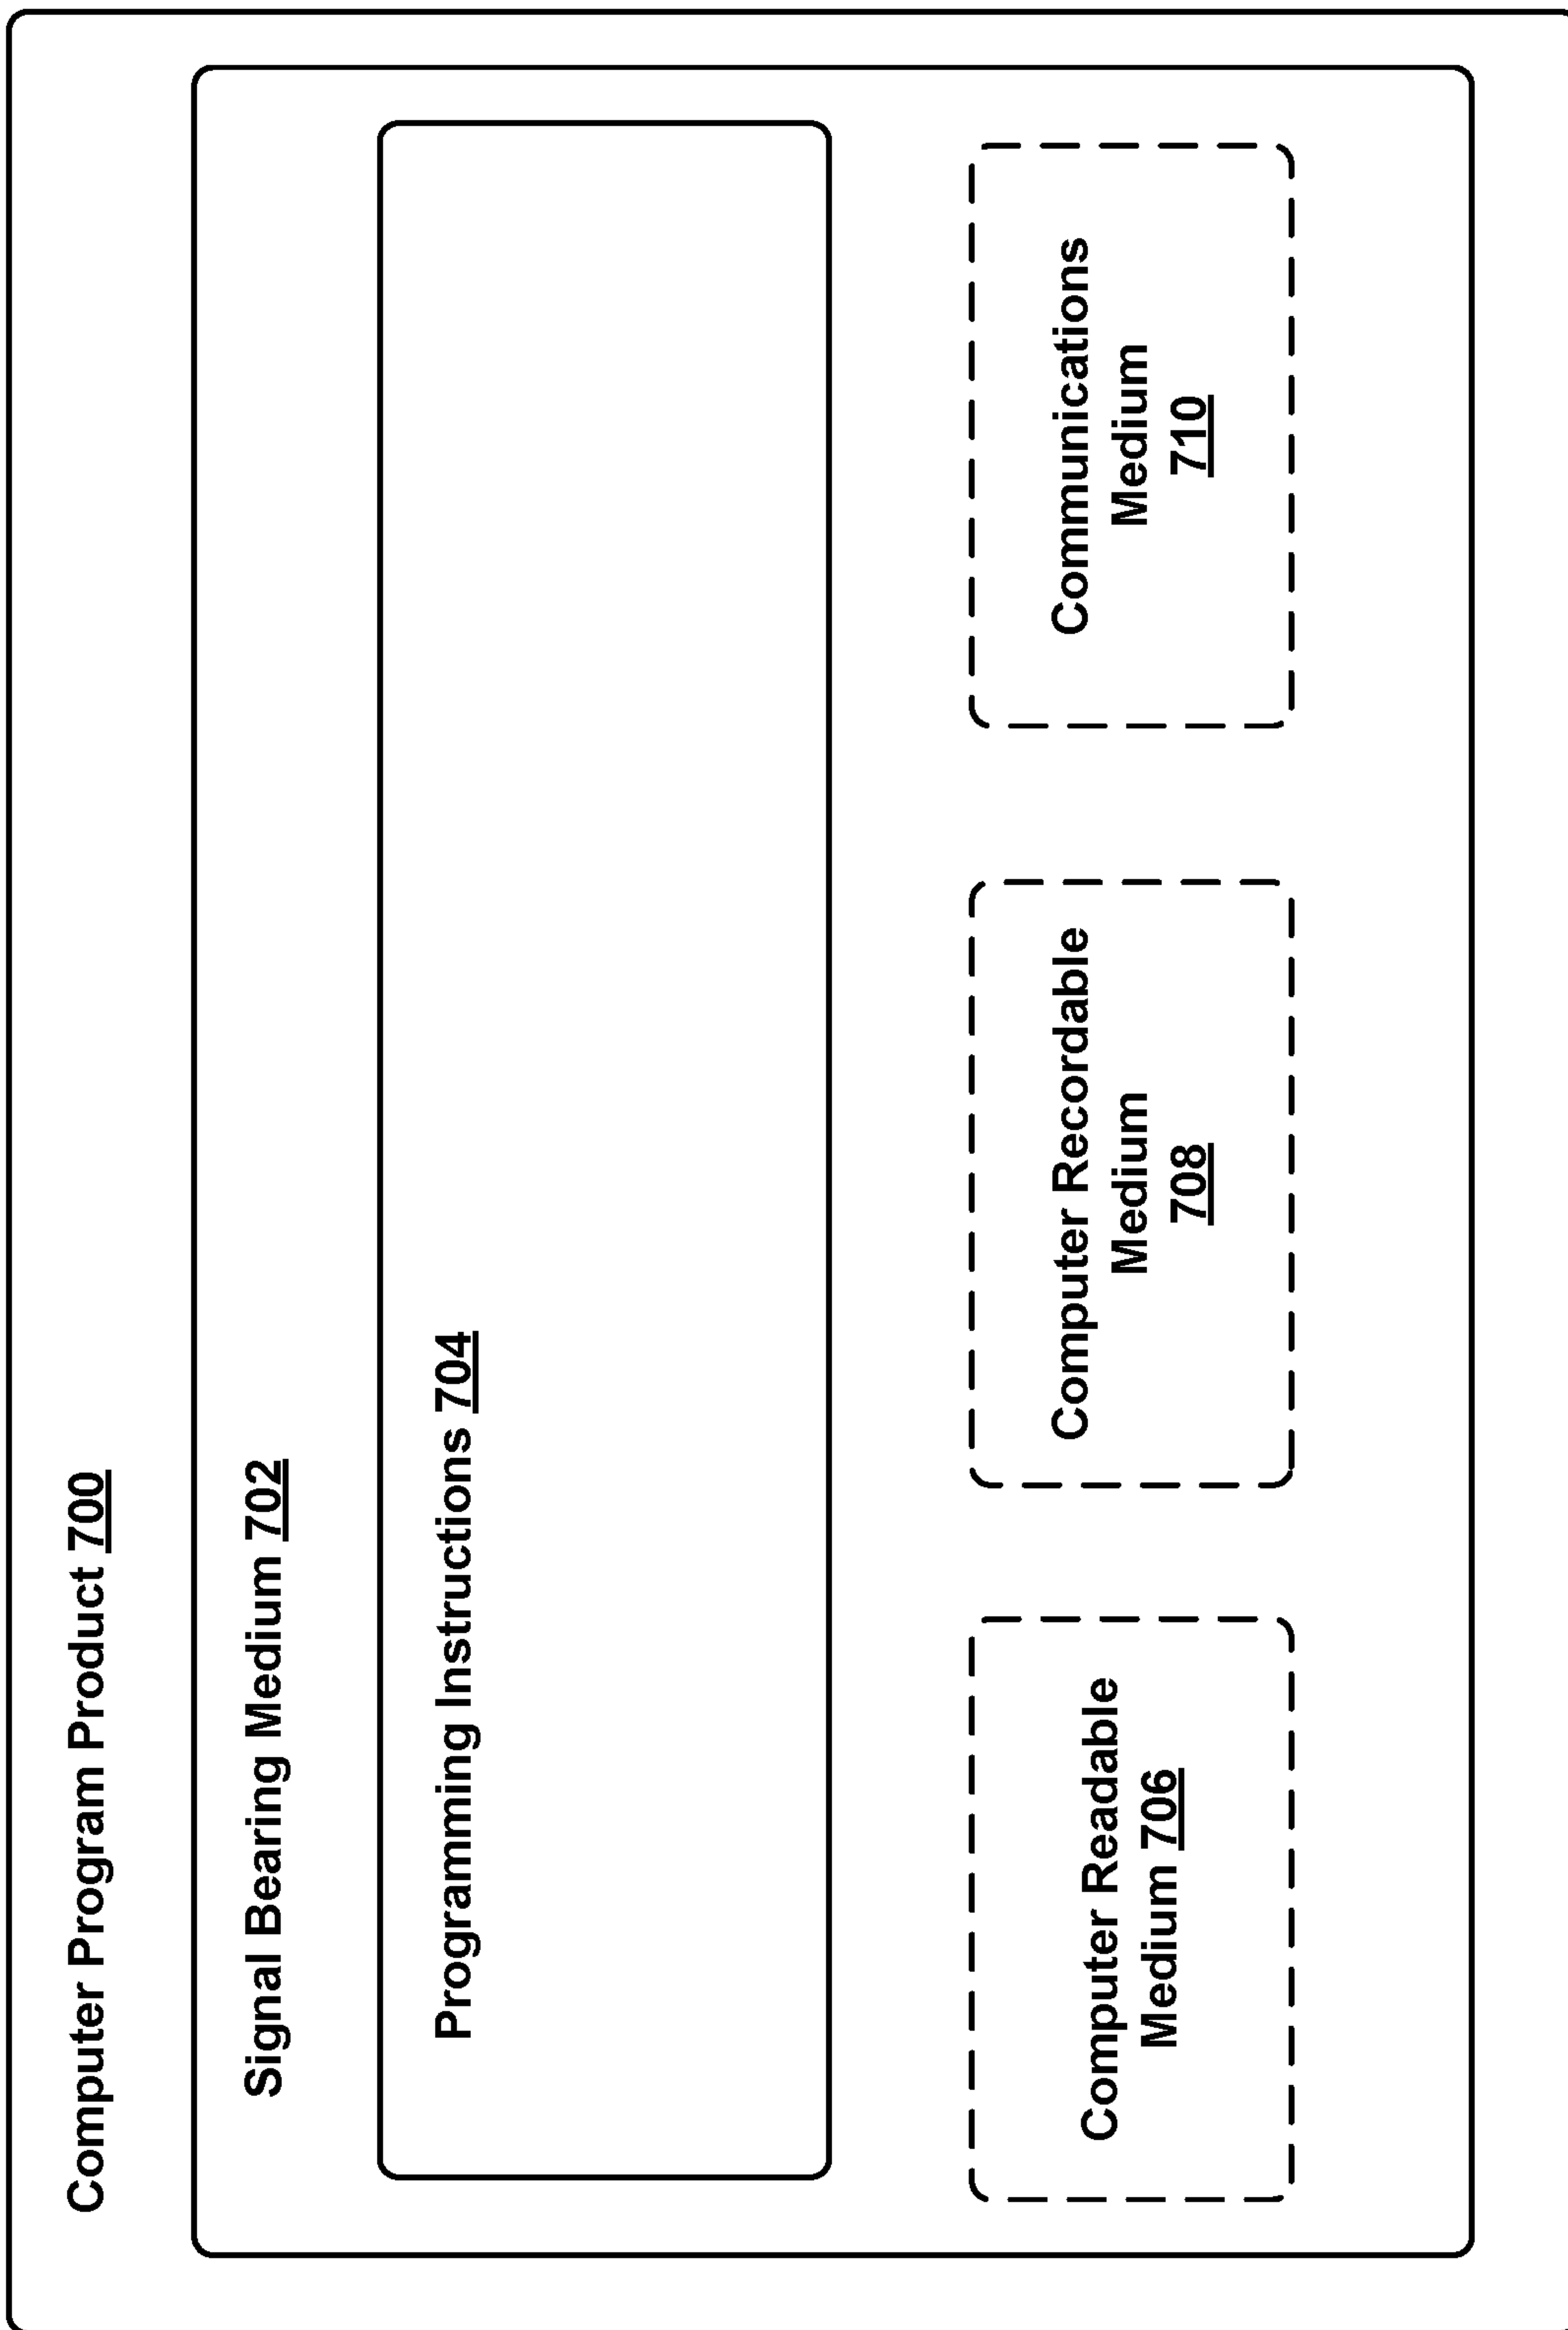 Computer Program Product 700
Signal Bearing Medium 702
Programming Instructions 704
Computer Readable
Medium 706
Computer Recordable
Medium
708
Communications
Medium
710